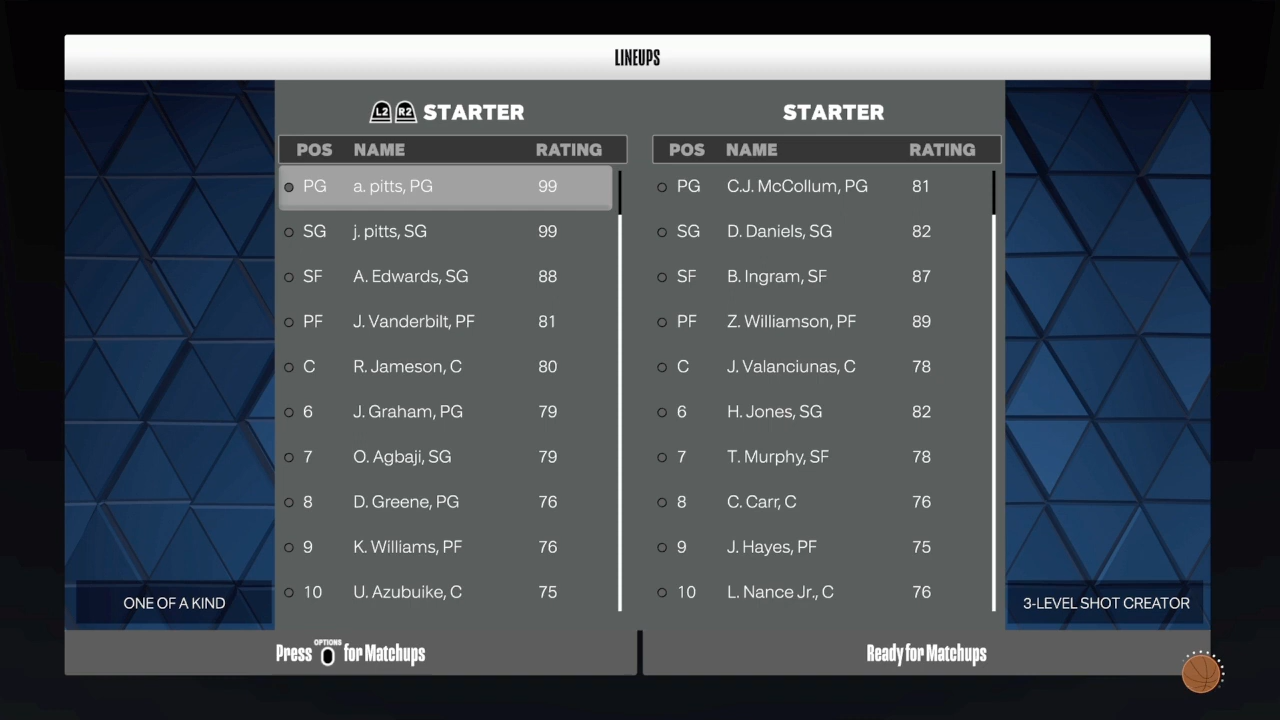 LINEUPS
L2 R2 STARTER
POS NAME RATING
PG a. pitts, PG 99
SG j. pitts, SG 99
SF A. Edwards, SG 88
PF J. Vanderbilt, PF 81
C R. Jameson, C 80
6 J. Graham, PG 79
7 O. Agbaji, SG 79
8 D. Greene, PG 76
9 K. Williams, PF 76
10 U. Azubuike, C 75
STARTER
POS NAME RATING
PG C.J. McCollum, PG 81
SG D. Daniels, SG 82
SF B. Ingram, SF 87
PF Z. Williamson, PF 89
C J. Valanciunas, C 78
6 H. Jones, SG 82
7 T. Murphy, SF 78
8 C. Carr, C 76
9 J. Hayes, PF 75
10 L. Nance Jr., C 76
ONE OF A KIND
3-LEVEL SHOT CREATOR
Press OPTIONS for Matchups
Ready for Matchups